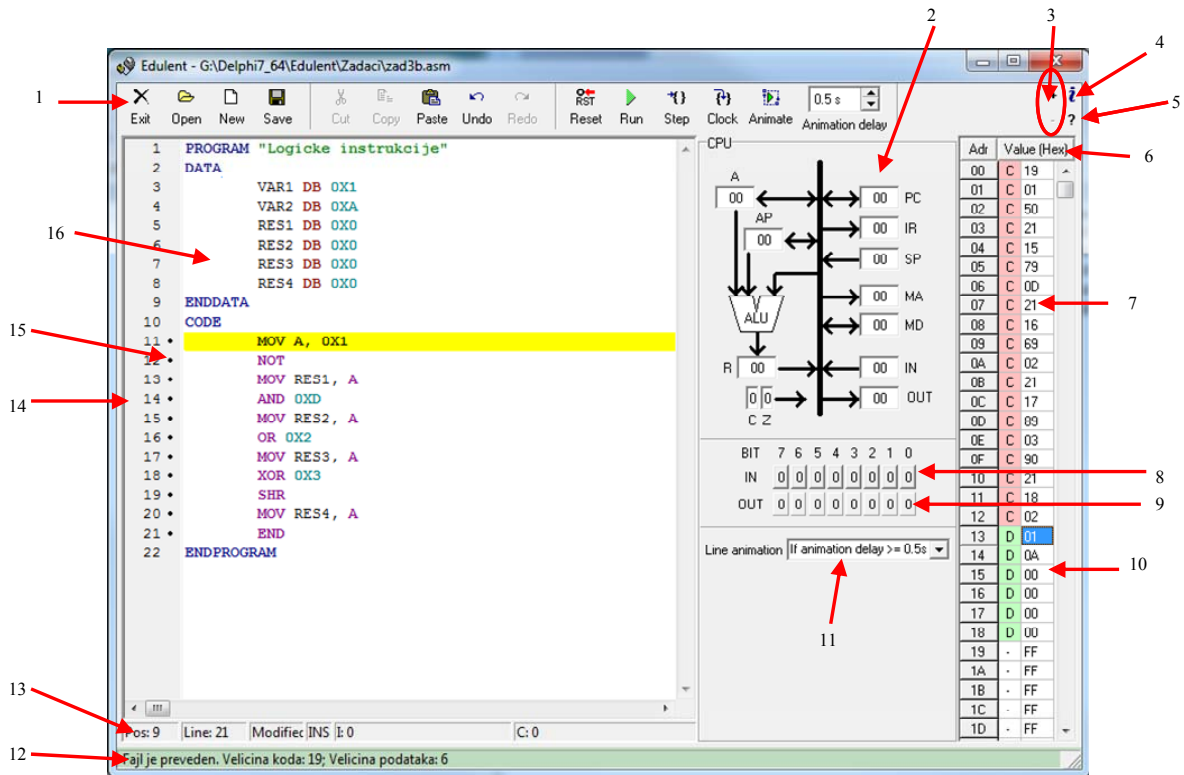 2
3
4
1
5
6
16
7
15
14
8
9
10
11
13
12
Edulent - G:\Delphi7_64\Edulent\Zadaci\zad3b.asm
Exit Open New Save Cut Copy Paste Undo Redo Reset Run Step Clock Animate Animation delay
RST
0.5 s
i
- ?
1 PROGRAM "Logicke instrukcije"
2 DATA
3 VAR1 DB 0X1
4 VAR2 DB 0XA
5 RES1 DB 0X0
6 RES2 DB 0X0
7 RES3 DB 0X0
8 RES4 DB 0X0
9 ENDDATA
10 CODE
11 • MOV A, 0X1
12 • NOT
13 • MOV RES1, A
14 • AND 0XD
15 • MOV RES2, A
16 • OR 0X2
17 • MOV RES3, A
18 • XOR 0X3
19 • SHR
20 • MOV RES4, A
21 • END
22 ENDPROGRAM
Pos: 9 Line: 21 Modified INS I: 0 C: 0
Fajl je preveden. Velicina koda: 19; Velicina podataka: 6
CPU
A
00 00 PC
AP
00 00 IR
00 SP
00 MA
ALU 00 MD
R 00 00 IN
0 0 00 OUT
C Z
BIT 7 6 5 4 3 2 1 0
IN 0 0 0 0 0 0 0 0
OUT 0 0 0 0 0 0 0 0
Line animation If animation delay >= 0.5s
Adr Value (Hex)
00 C 19
01 C 01
02 C 50
03 C 21
04 C 15
05 C 79
06 C 0D
07 C 21
08 C 16
09 C 69
0A C 02
0B C 21
0C C 17
0D C 89
0E C 03
0F C 90
10 C 21
11 C 18
12 C 02
13 D 01
14 D 0A
15 D 00
16 D 00
17 D 00
18 D 00
19 - FF
1A - FF
1B - FF
1C - FF
1D - FF